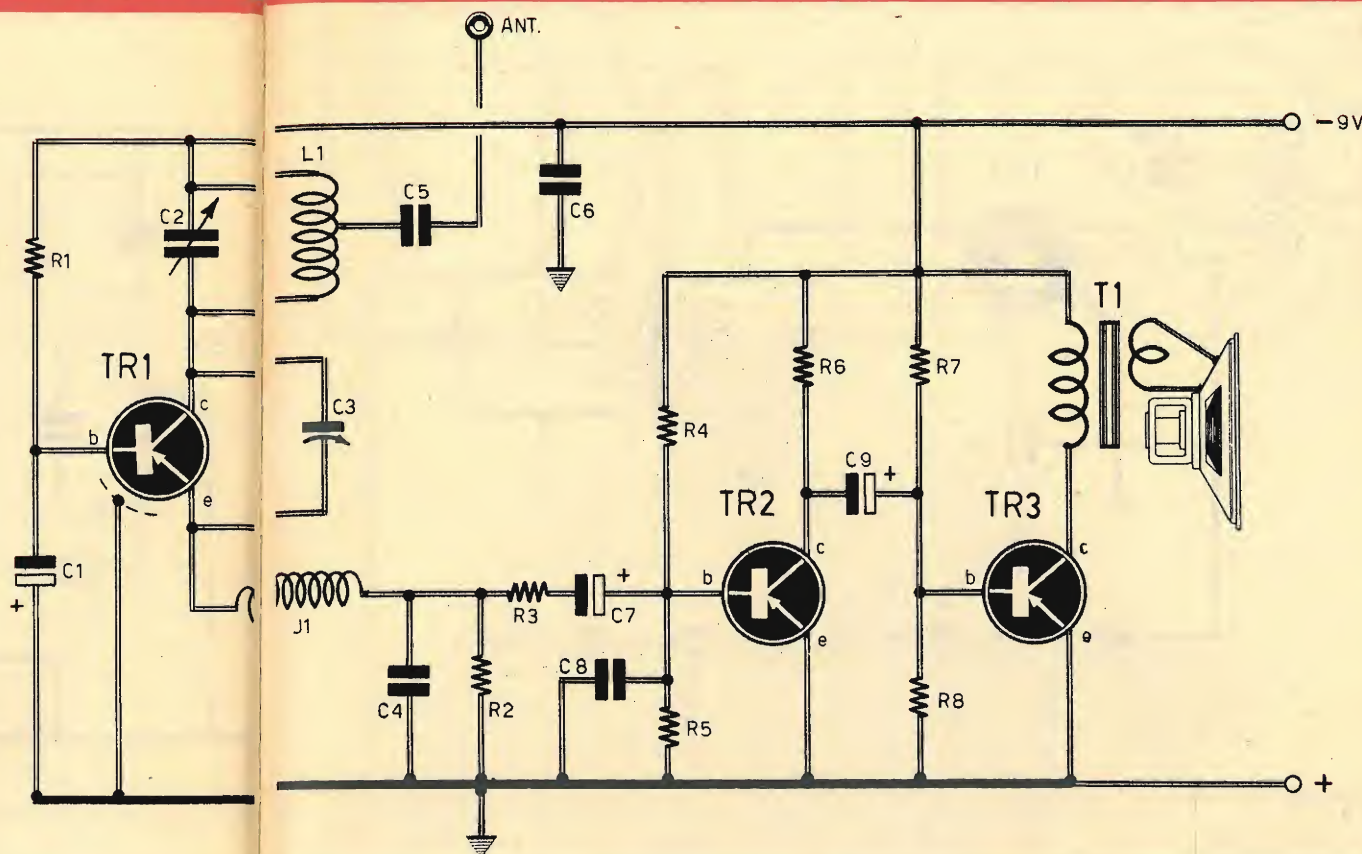 ANT.
-9V
L1
C5
C2
C6
R1
T1
TR1
R6
R7
c
C3
R4
b
C9
+
TR2
TR3
e
c
c
C1
+
b
b
R3
+
C7
J1
e
e
C8
C4
R2
R5
R8
+